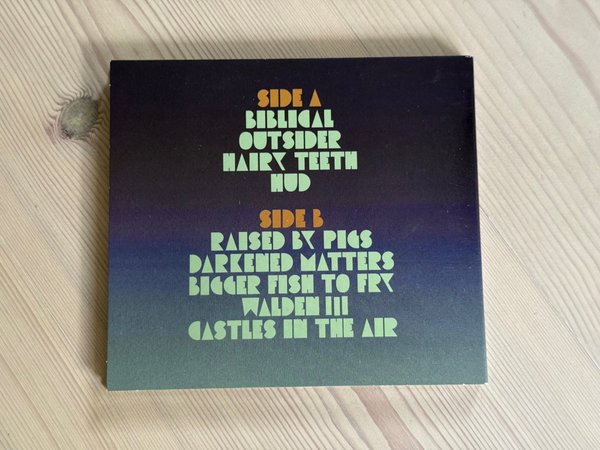 SIDE A
BIBLICAL
OUTSIDER
HAIRY TEETH
HUD
SIDE B
RAISED BY PIGS
DARKENED MATTERS
BIGGER FISH TO FRY
WALDEN III
CASTLES IN THE AIR